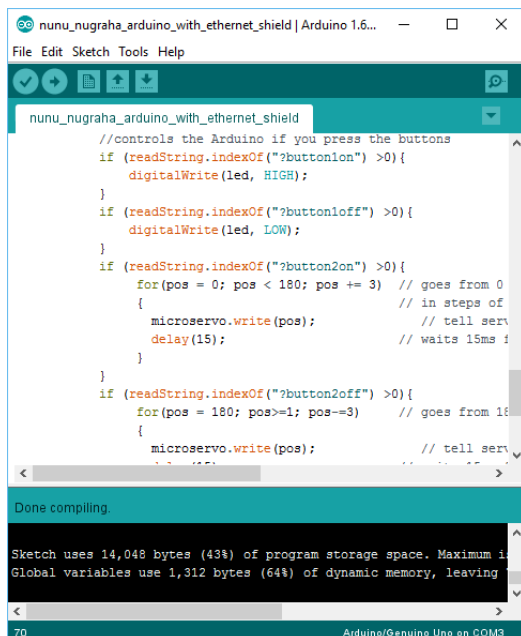 nunu_nugraha_arduino_with_ethernet_shield | Arduino 1.6...
File Edit Sketch Tools Help
nunu_nugraha_arduino_with_ethernet_shield
//controls the Arduino if you press the buttons
if (readString.indexOf("?button1on") >0){
digitalWrite(led, HIGH);
}
if (readString.indexOf("?button1off") >0){
digitalWrite(led, LOW);
}
if (readString.indexOf("?button2on") >0){
for(pos = 0; pos < 180; pos += 3) // goes from 0
{ // in steps of
microservo.write(pos); // tell serv
delay(15); // waits 15ms f
}
}
if (readString.indexOf("?button2off") >0){
for(pos = 180; pos>=1; pos-=3) // goes from 18
{
microservo.write(pos); // tell serv
Done compiling.
Sketch uses 14,048 bytes (43%) of program storage space. Maximum i
Global variables use 1,312 bytes (64%) of dynamic memory, leaving
70 Arduino/Genuino Uno on COM3